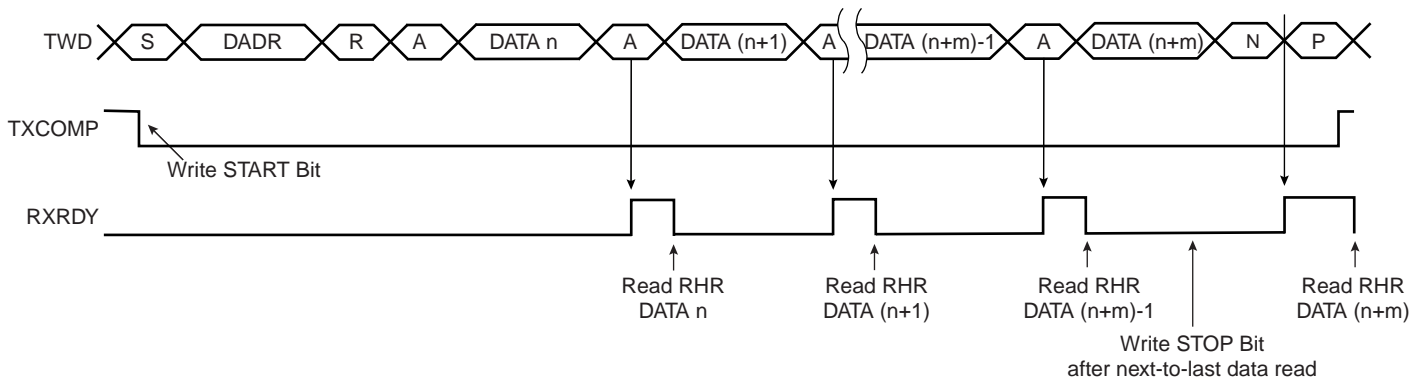 TWD S DADR R A DATA n A DATA (n+1) A DATA (n+m)-1 A DATA (n+m) N P
TXCOMP
Write START Bit
RXRDY
Read RHR
DATA n
Read RHR
DATA (n+1)
Read RHR
DATA (n+m)-1
Read RHR
DATA (n+m)
Write STOP Bit
after next-to-last data read